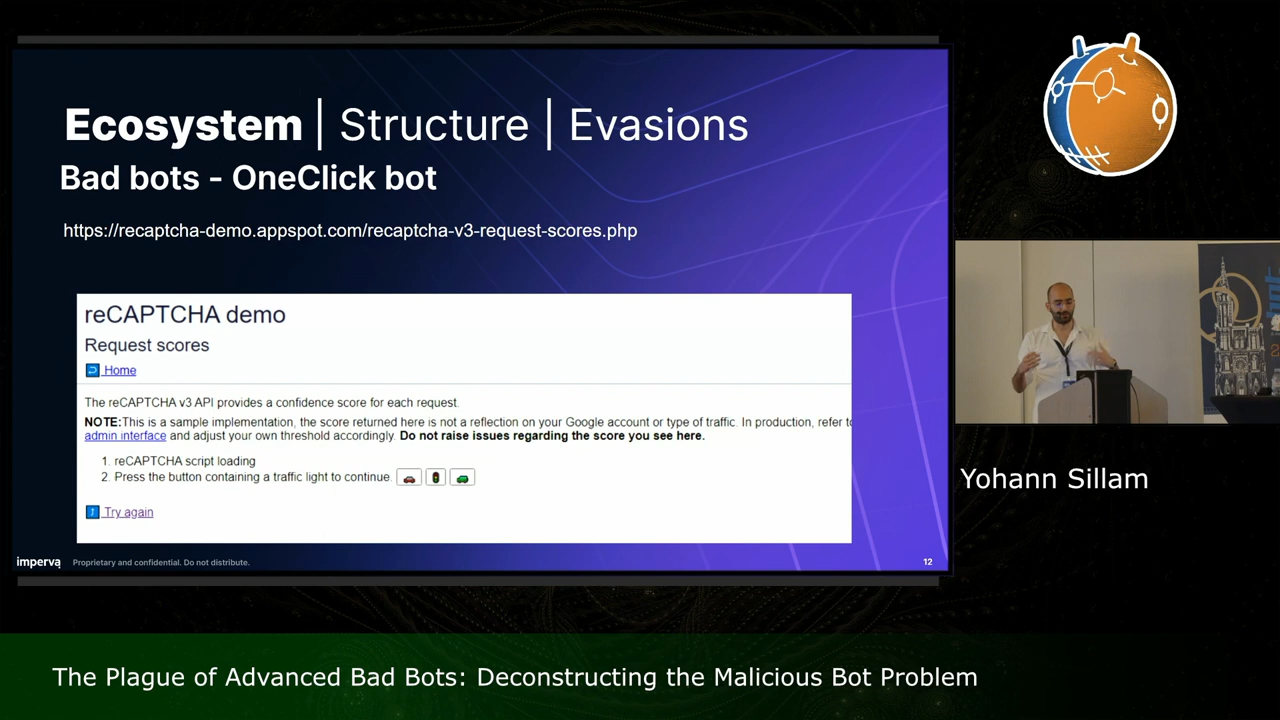 Ecosystem | Structure | Evasions
Bad bots - OneClick bot
https://recaptcha-demo.appspot.com/recaptcha-v3-request-scores.php
reCAPTCHA demo
Request scores
Home
The reCAPTCHA v3 API provides a confidence score for each request.
NOTE:This is a sample implementation, the score returned here is not a reflection on your Google account or type of traffic. In production, refer to
admin interface and adjust your own threshold accordingly. Do not raise issues regarding the score you see here.
1. reCAPTCHA script loading
2. Press the button containing a traffic light to continue.
Try again
imperva
Proprietary and confidential. Do not distribute.
12
Yohann Sillam
The Plague of Advanced Bad Bots: Deconstructing the Malicious Bot Problem